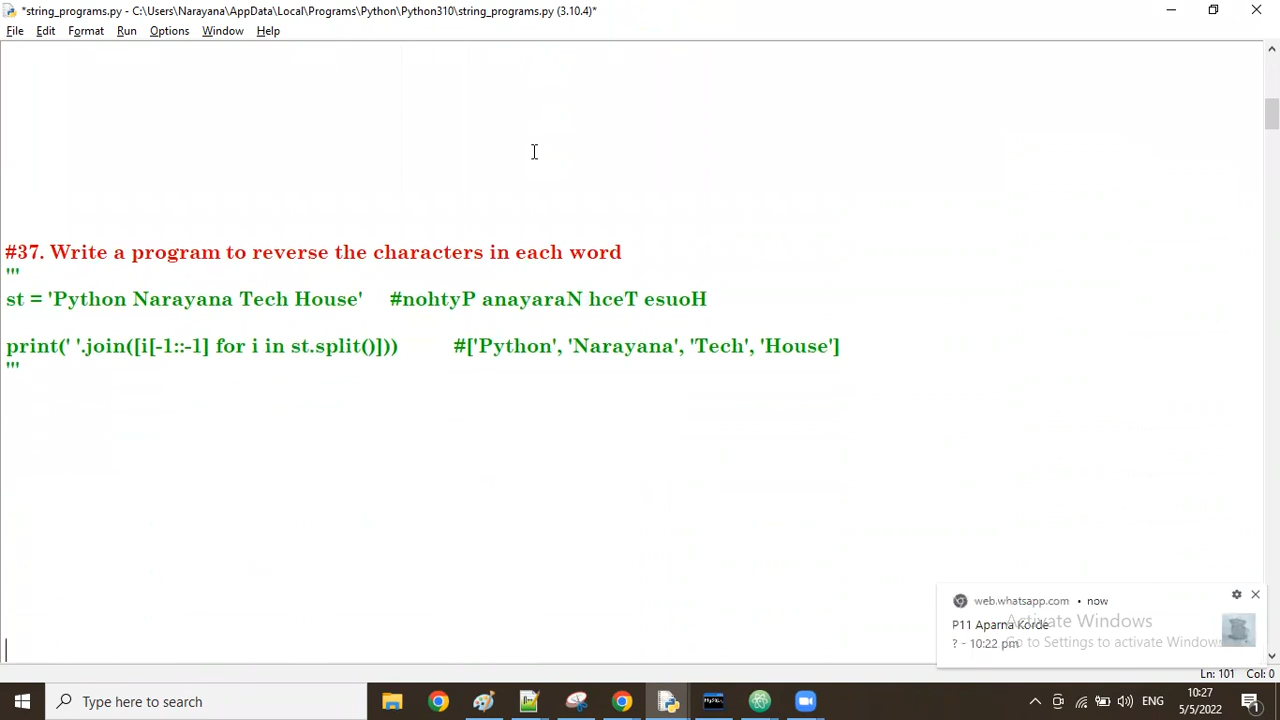 *string_programs.py - C:\Users\Narayana\AppData\Local\Programs\Python\Python310\string_programs.py (3.10.4)*
File Edit Format Run Options Window Help
#37. Write a program to reverse the characters in each word
'''
st = 'Python Narayana Tech House' #nohtyP anayaraN hceT esuoH
print(' '.join([i[-1::-1] for i in st.split()])) #['Python', 'Narayana', 'Tech', 'House']
'''
web.whatsapp.com • now
P11 Aparna Korde
? - 10:22 pm
Activate Windows
Go to Settings to activate Windows.
Ln: 101 Col: 0
Type here to search
MySQL
ENG
10:27
5/5/2022
1